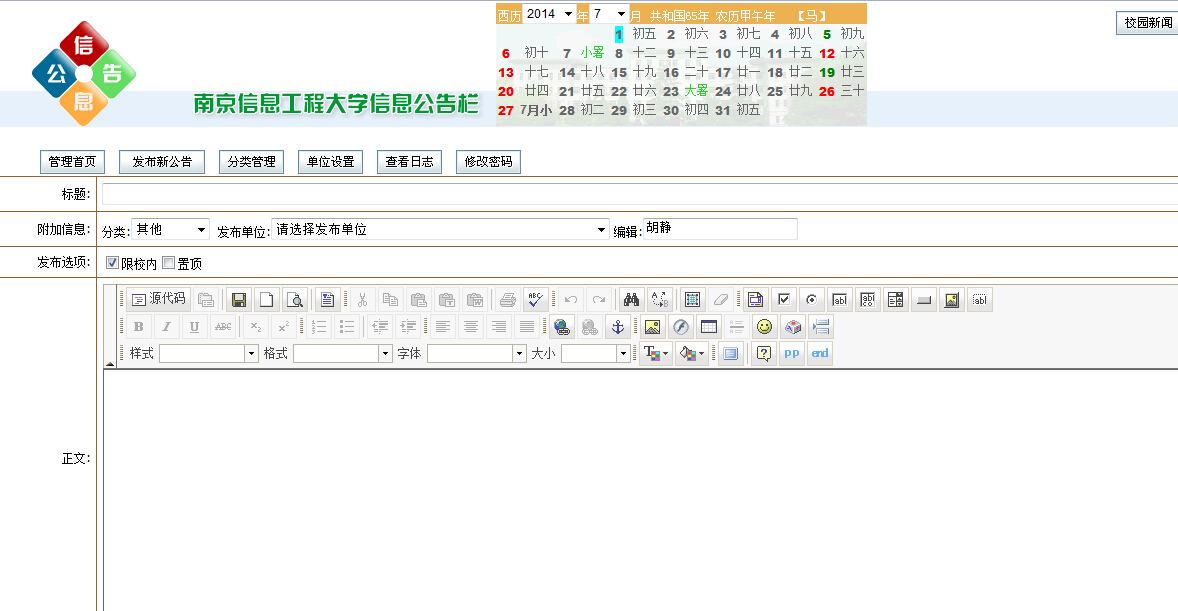 信
公 告
息
南京信息工程大学信息公告栏
西历 2014 年 7 月 共和国65年 农历甲午年 【马】
1 初五 2 初六 3 初七 4 初八 5 初九
6 初十 7 小署 8 十二 9 十三 10 十四 11 十五 12 十六
13 十七 14 十八 15 十九 16 二十 17 廿一 18 廿二 19 廿三
20 廿四 21 廿五 22 廿六 23 大署 24 廿八 25 廿九 26 三十
27 7月小 28 初二 29 初三 30 初四 31 初五
校园新闻
管理首页 发布新公告 分类管理 单位设置 查看日志 修改密码
标题:
附加信息: 分类: 其他 发布单位: 请选择发布单位 编辑: 胡静
发布选项: 限校内 置顶
源代码 ABC
B I U ABC x₂ x²
样式 格式 字体 大小 pp end
正文: